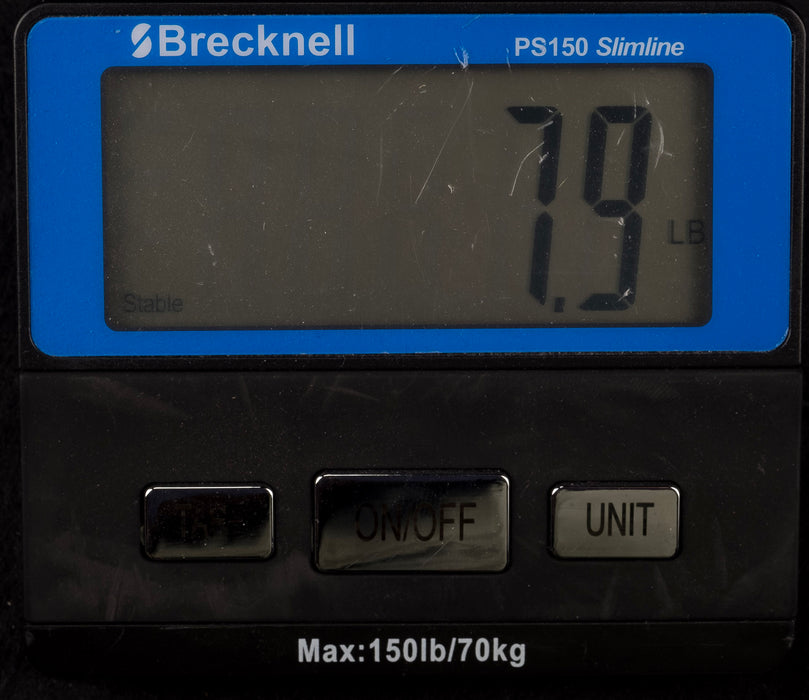 Brecknell
PS150 Slimline
7.9
LB
Stable
ON/OFF
UNIT
Max:150lb/70kg